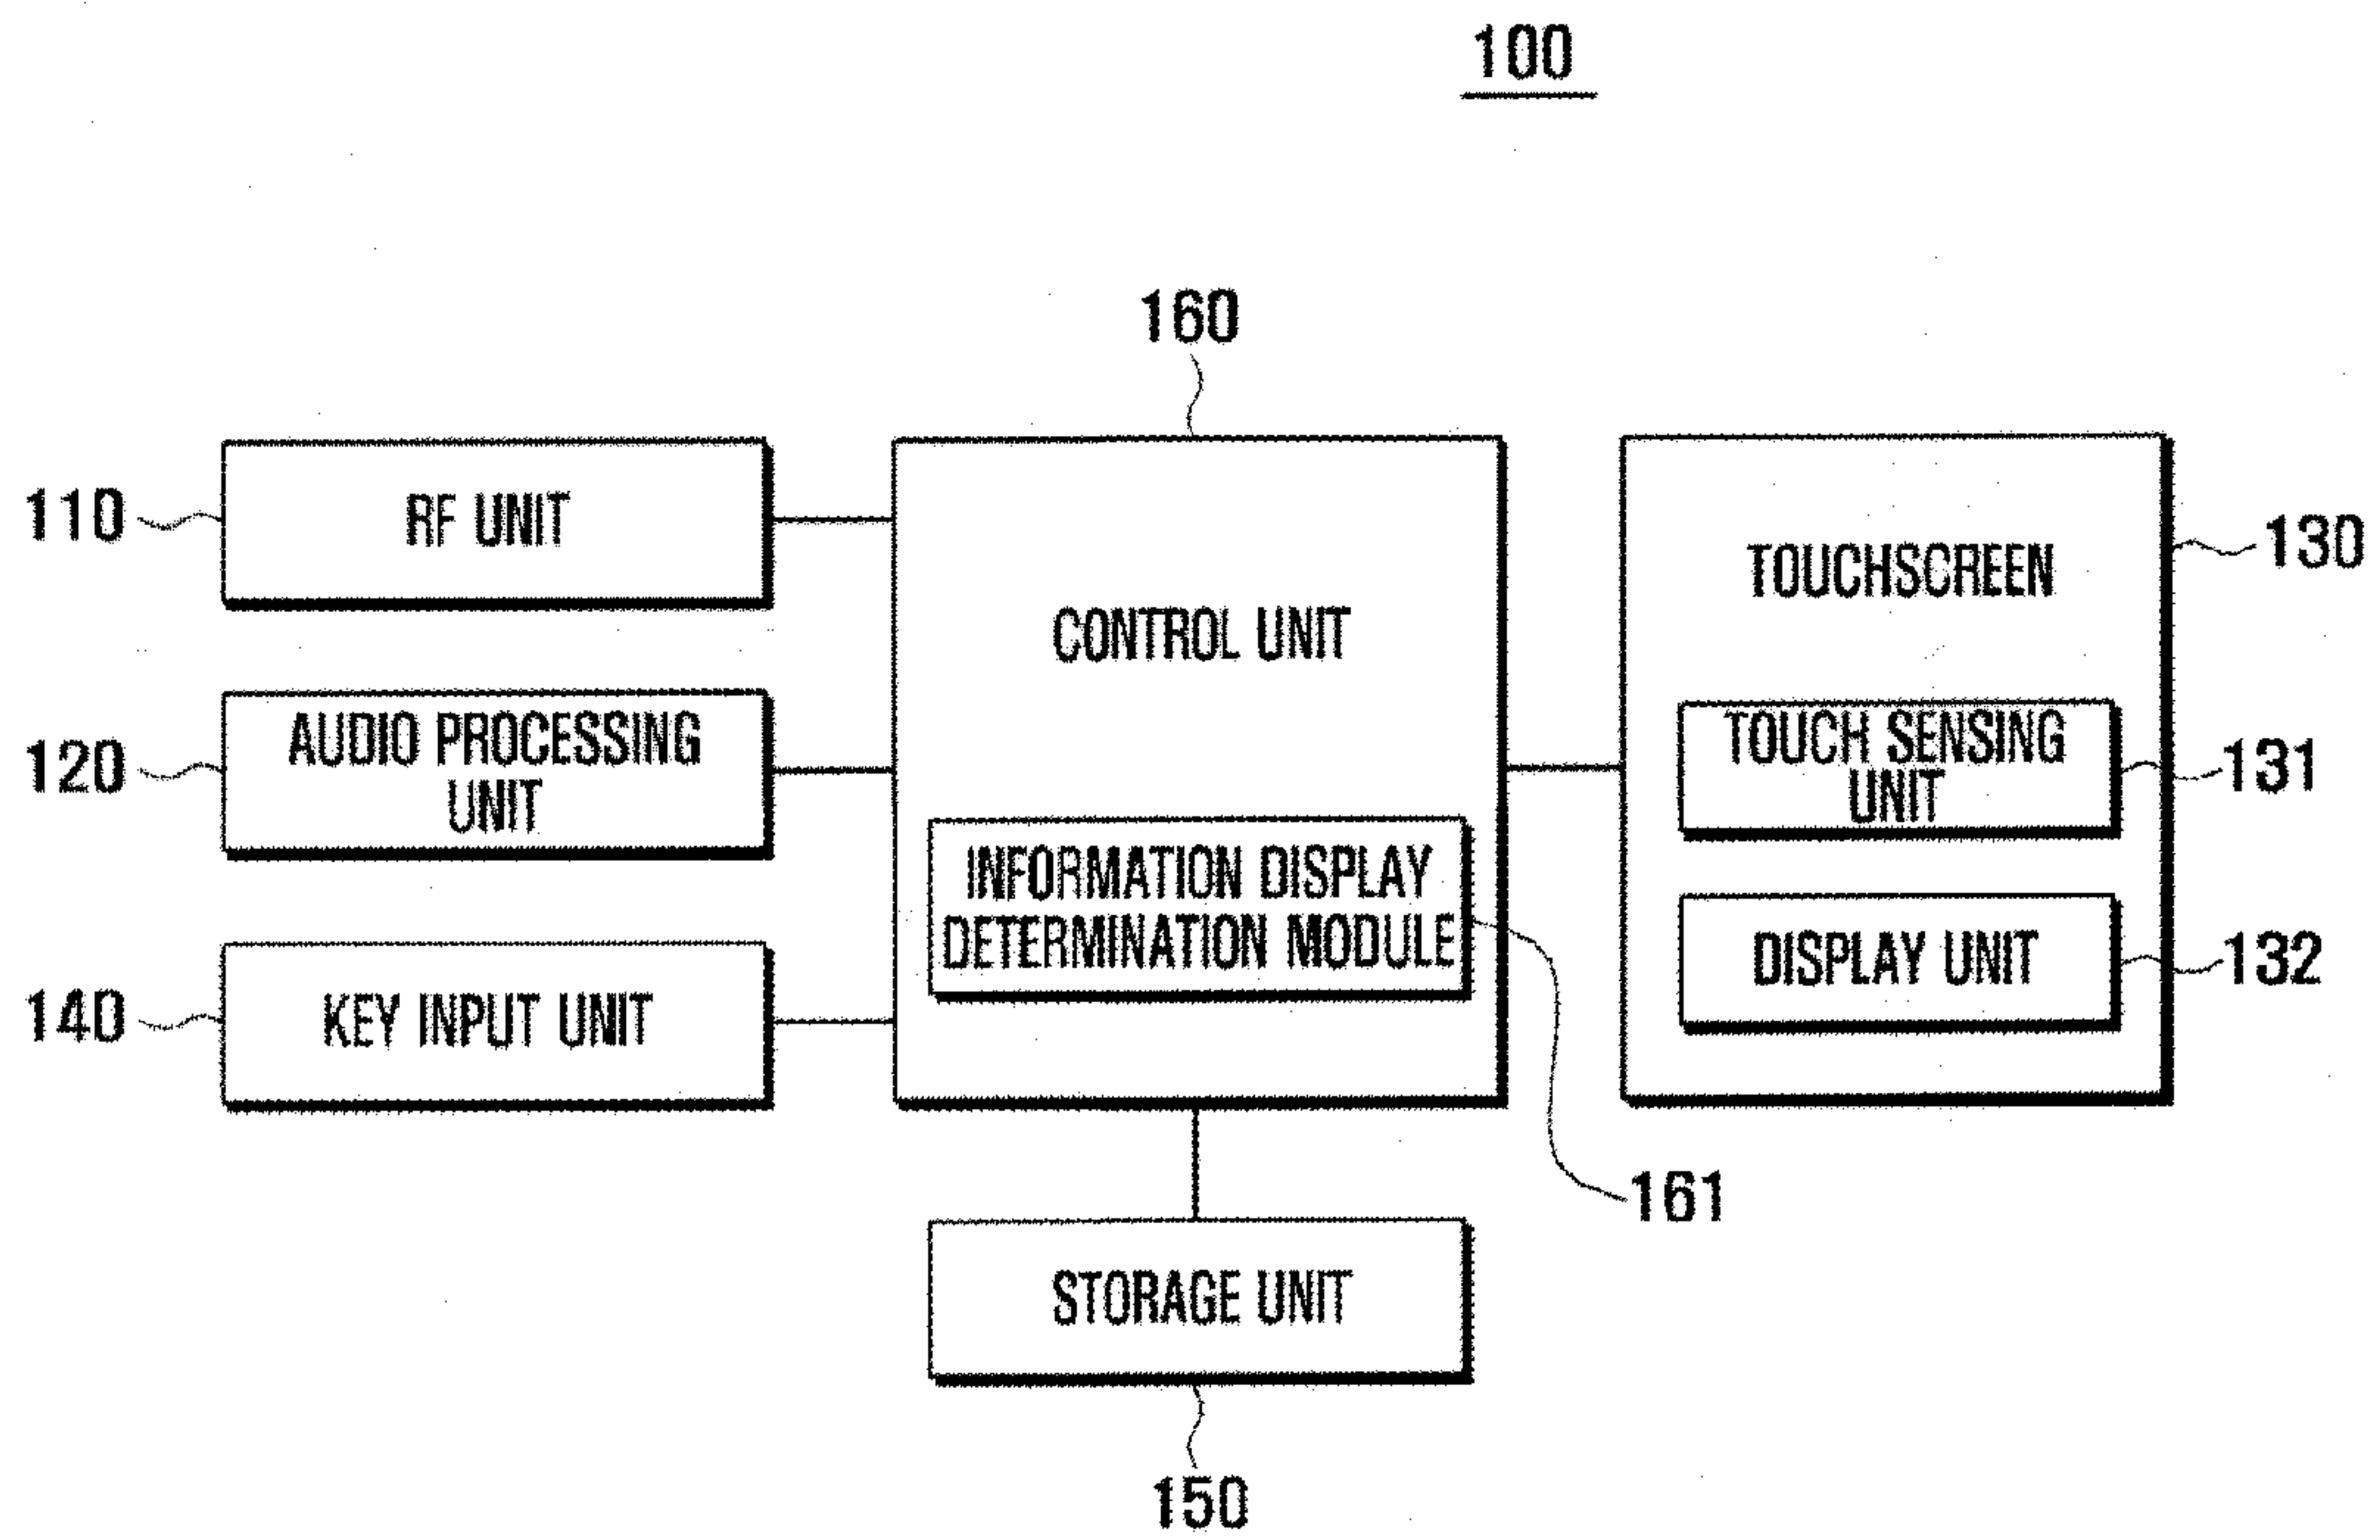 100
160
110
RF UNIT
CONTROL UNIT
TOUCHSCREEN
130
120
AUDIO PROCESSING
UNIT
TOUCH SENSING
UNIT
131
INFORMATION DISPLAY
DETERMINATION MODULE
140
KEY INPUT UNIT
DISPLAY UNIT
132
161
STORAGE UNIT
150